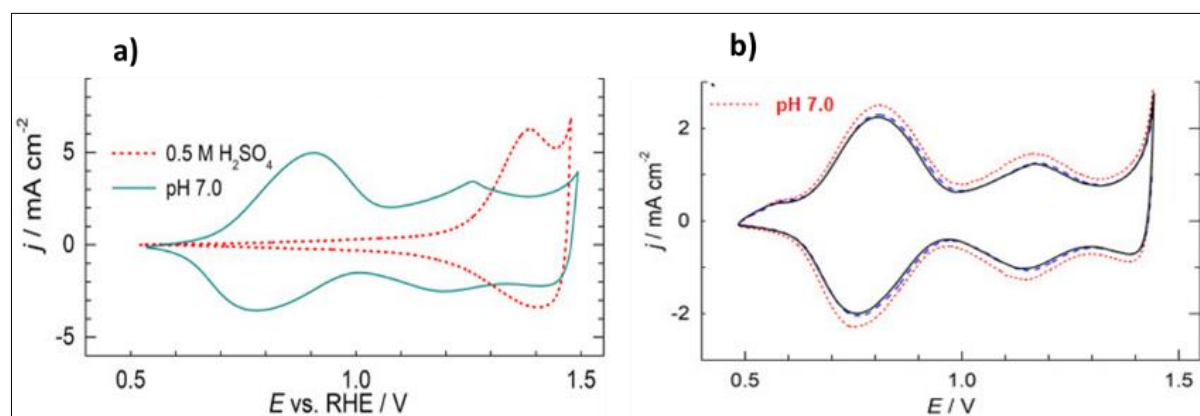 a)
5
0
-5
j / mA cm⁻²
0.5 M H₂SO₄
pH 7.0
0.5
1.0
1.5
E vs. RHE / V
b)
pH 7.0
2
0
-2
j / mA cm⁻²
0.5
1.0
1.5
E / V